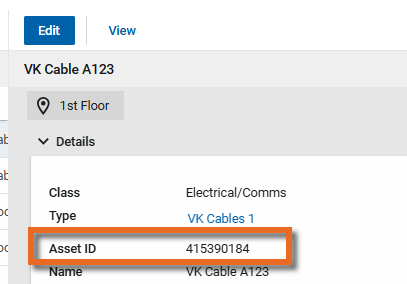 Edit View
VK Cable A123
1st Floor
Details
Class Electrical/Comms
Type VK Cables 1
Asset ID 415390184
Name VK Cable A123